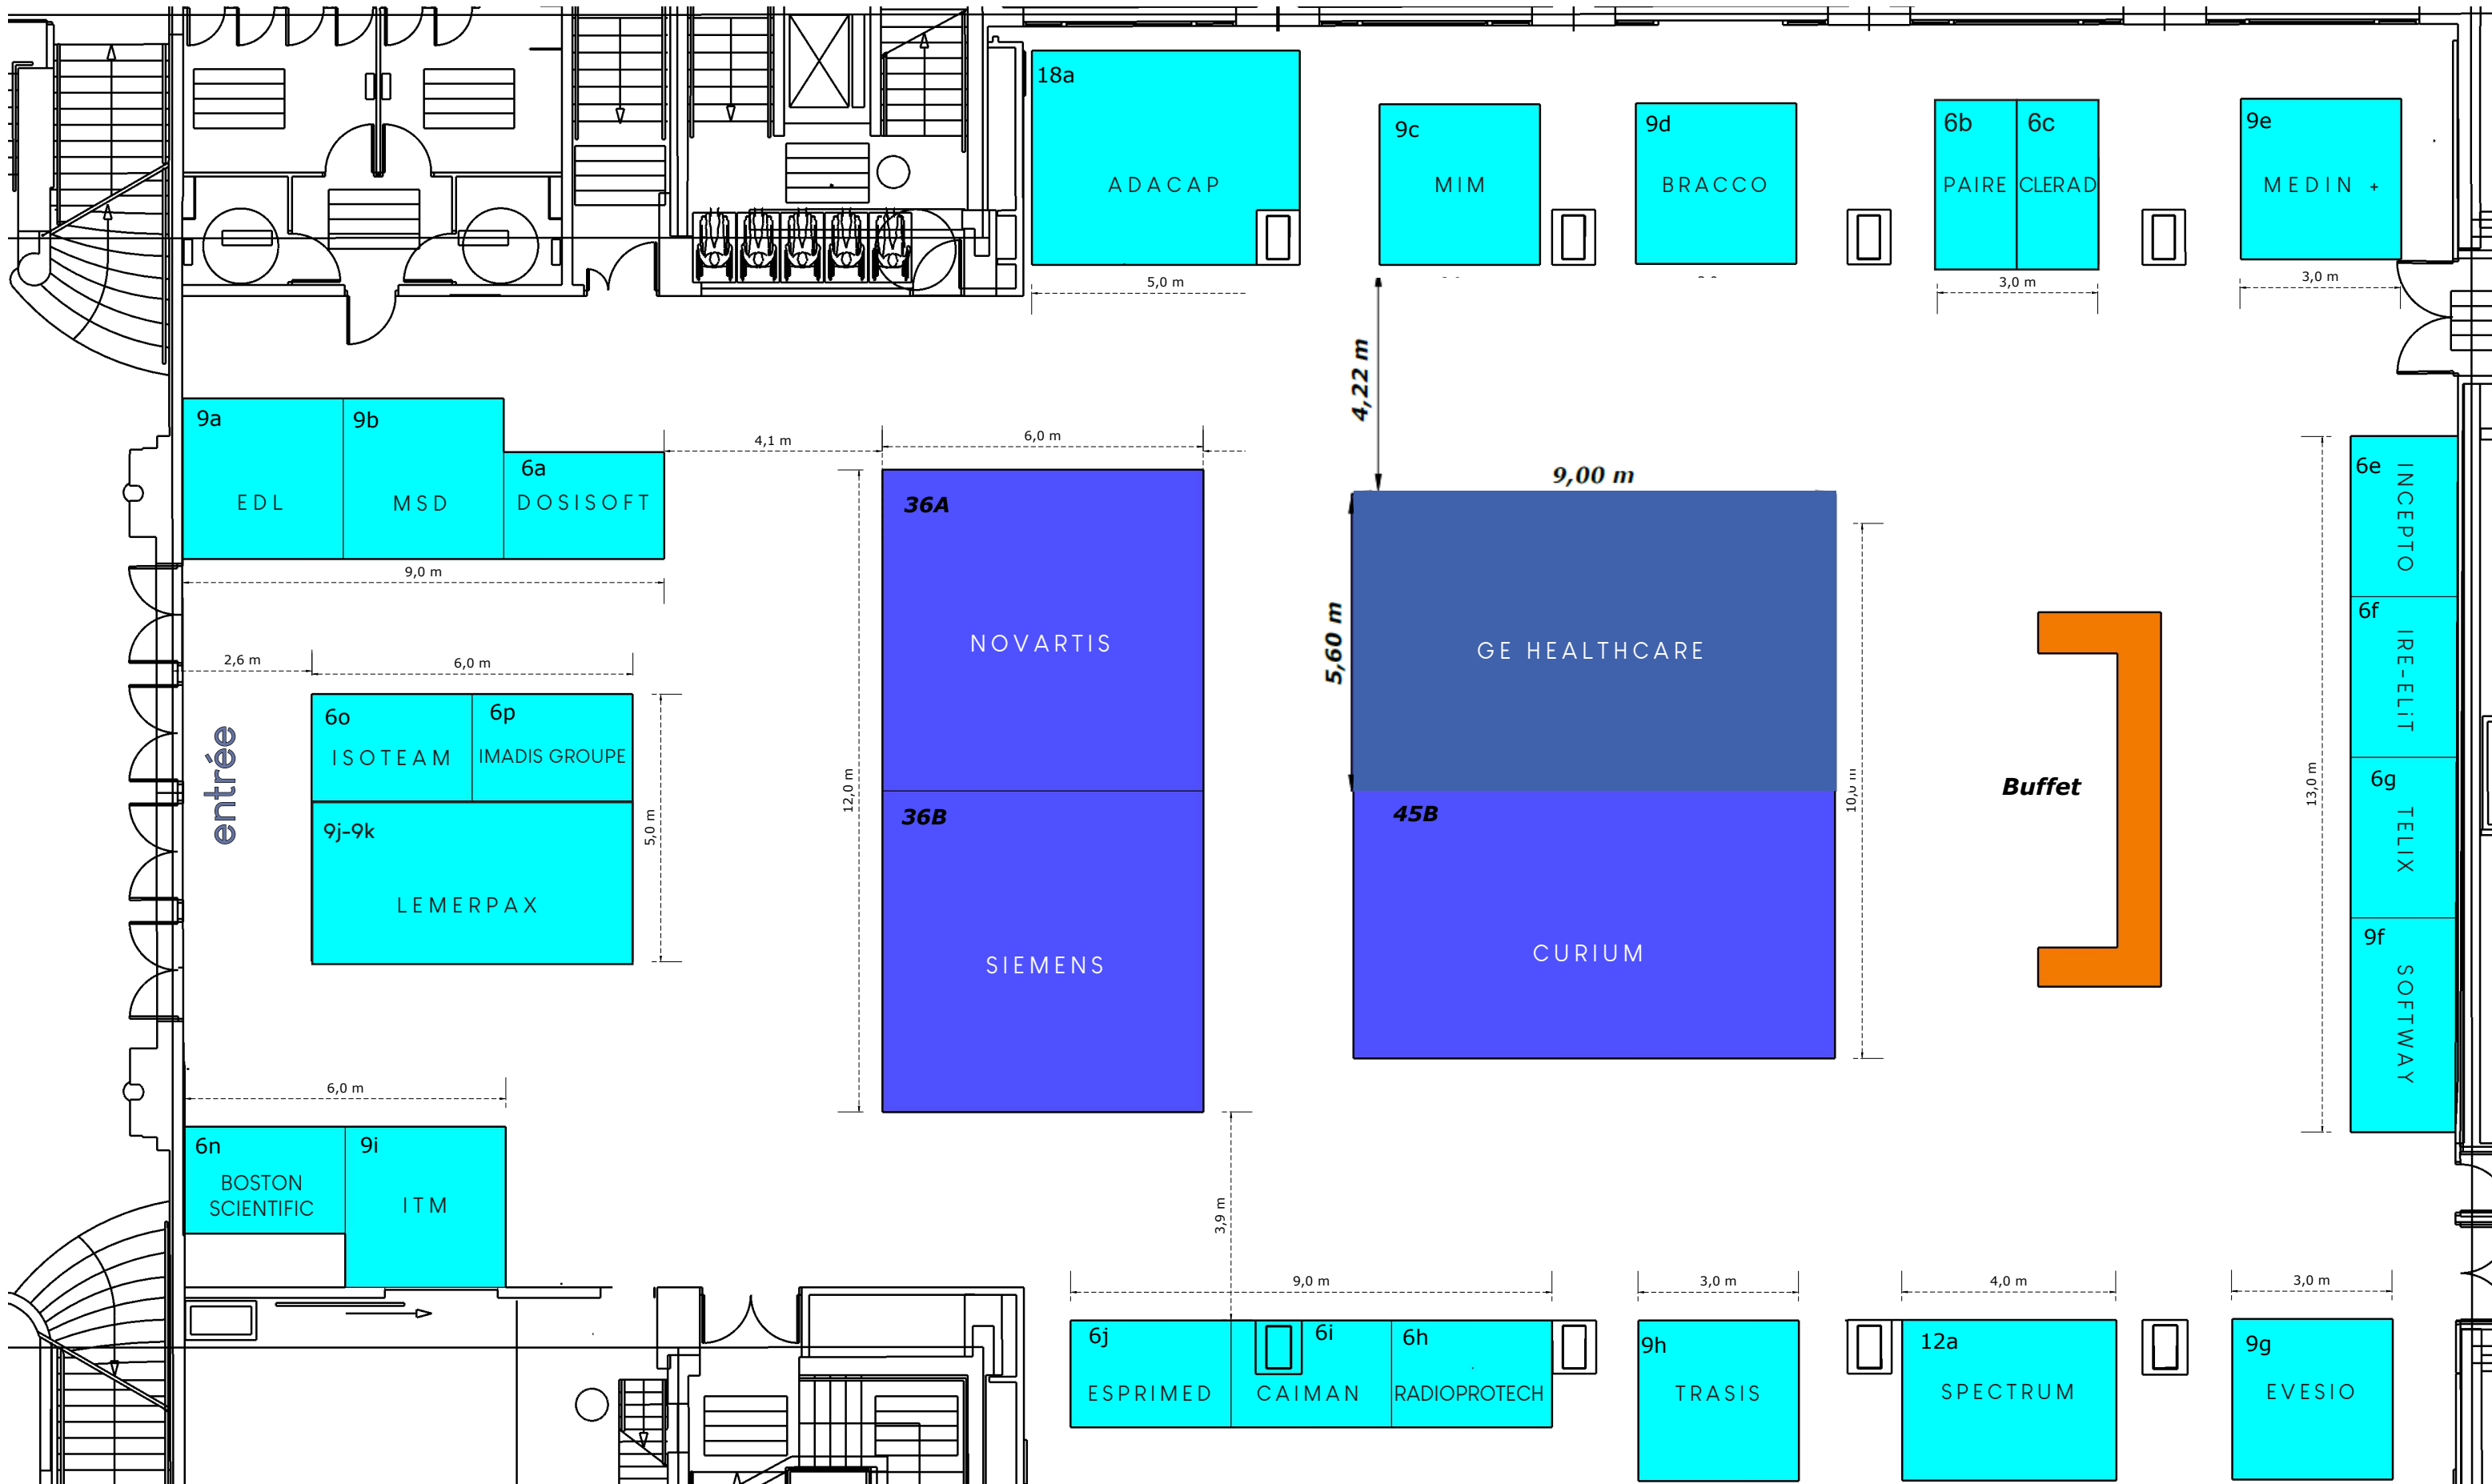 18a
ADACAP
9c
MIM
9d
BRACCO
6b
PAIRE
6c
CLERAD
9e
MEDIN +
5,0 m
3,0 m
3,0 m
4,22 m
9a
EDL
9b
MSD
6a
DOSISOFT
9,0 m
4,1 m
6,0 m
36A
NOVARTIS
36B
SIEMENS
12,0 m
9,00 m
5,60 m
GE HEALTHCARE
45B
CURIUM
Buffet
13,0 m
6e
INCEPTO
6f
IRE-ELiT
6g
TELIX
9f
SOFTWAY
entrée
2,6 m
6,0 m
6o
ISOTEAM
6p
IMADIS GROUPE
9j-9k
LEMERPAX
5,0 m
6,0 m
6n
BOSTON
SCIENTIFIC
9i
ITM
3,9 m
9,0 m
3,0 m
4,0 m
3,0 m
6j
ESPRIMED
6i
CAIMAN
6h
RADIOPROTECH
9h
TRASIS
12a
SPECTRUM
9g
EVESIO